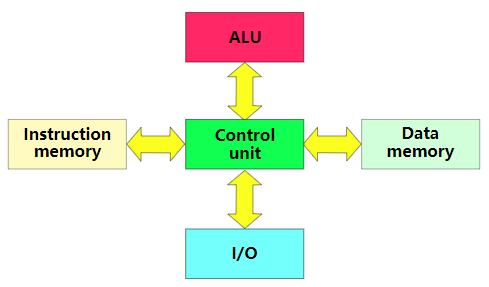 ALU
Instruction
memory
Control
unit
Data
memory
I/O